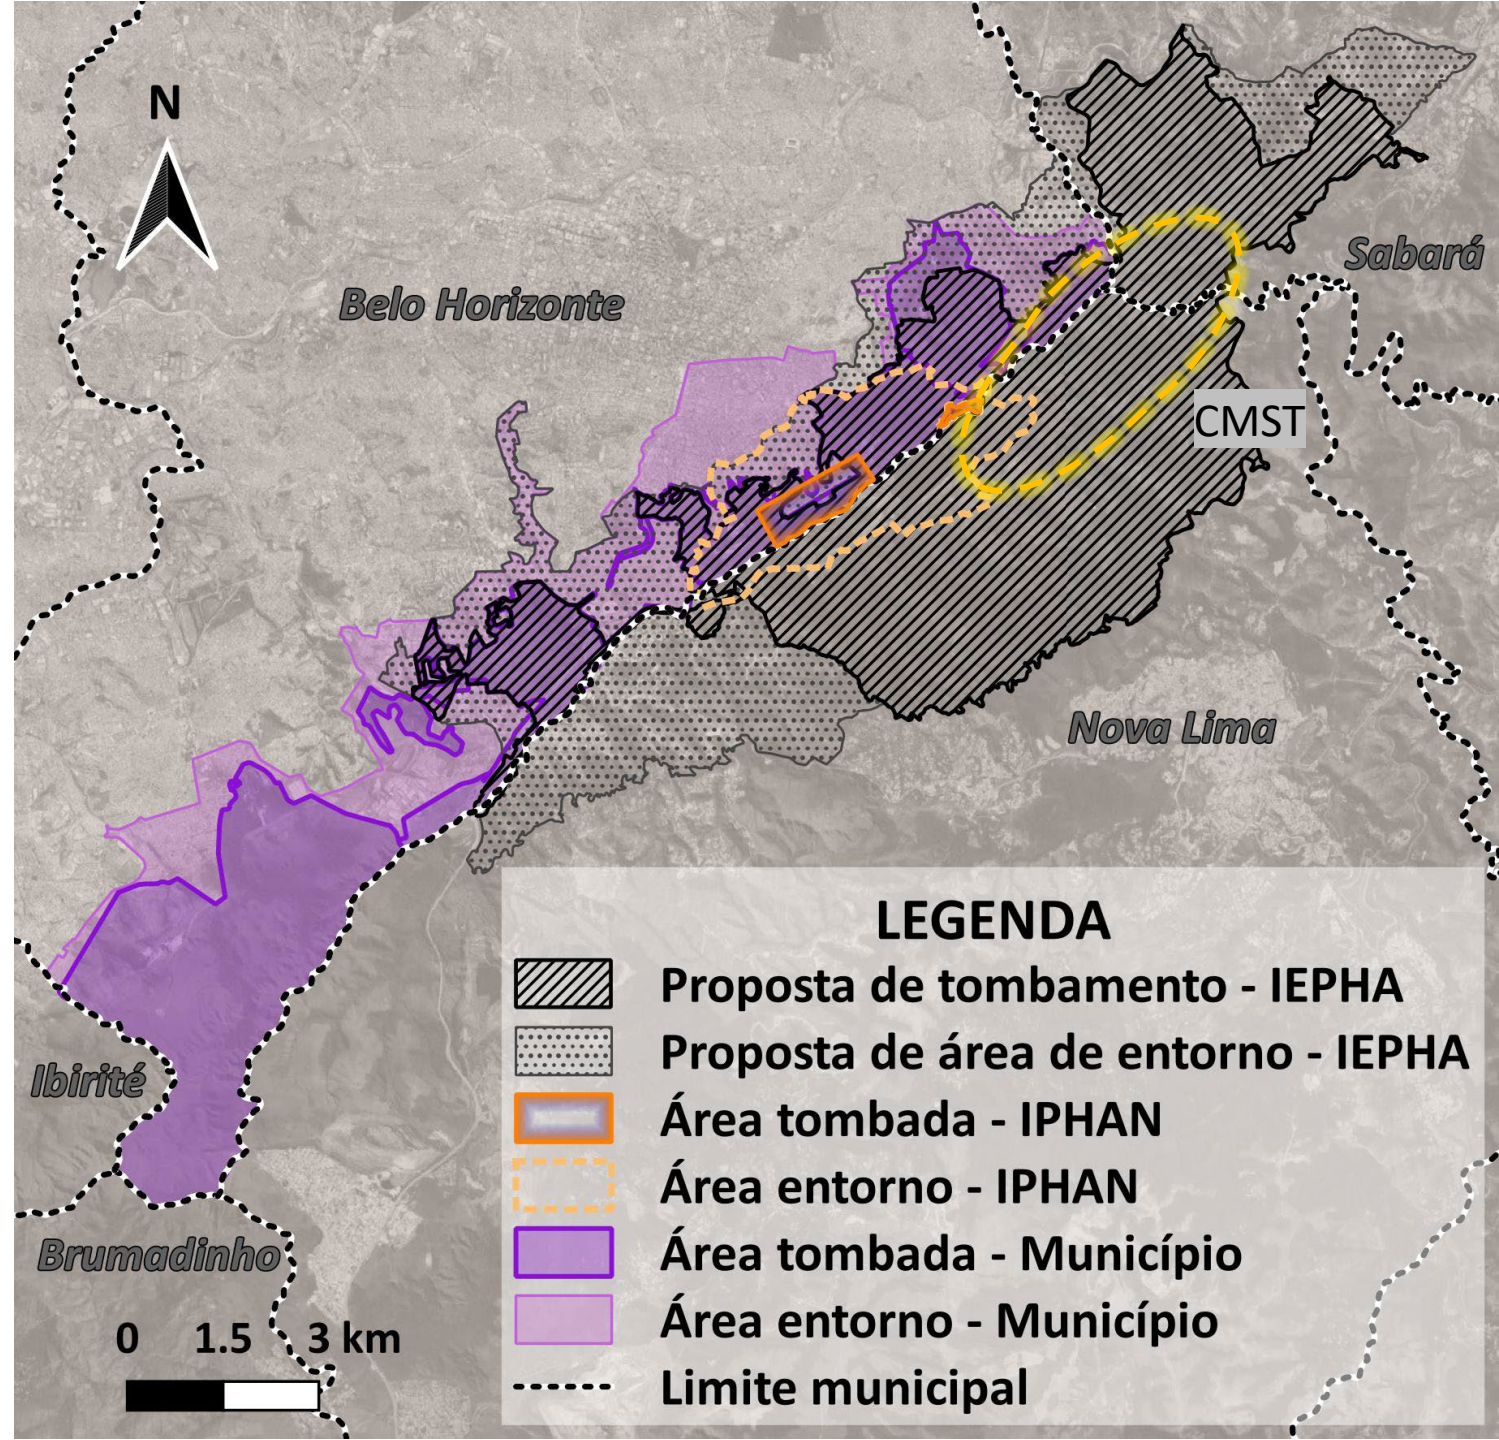 N
Sabará
Belo Horizonte
CMST
Nova Lima
Ibirité
Brumadinho
0 1.5 3 km
LEGENDA
Proposta de tombamento - IEPHA
Proposta de área de entorno - IEPHA
Área tombada - IPHAN
Área entorno - IPHAN
Área tombada - Município
Área entorno - Município
Limite municipal